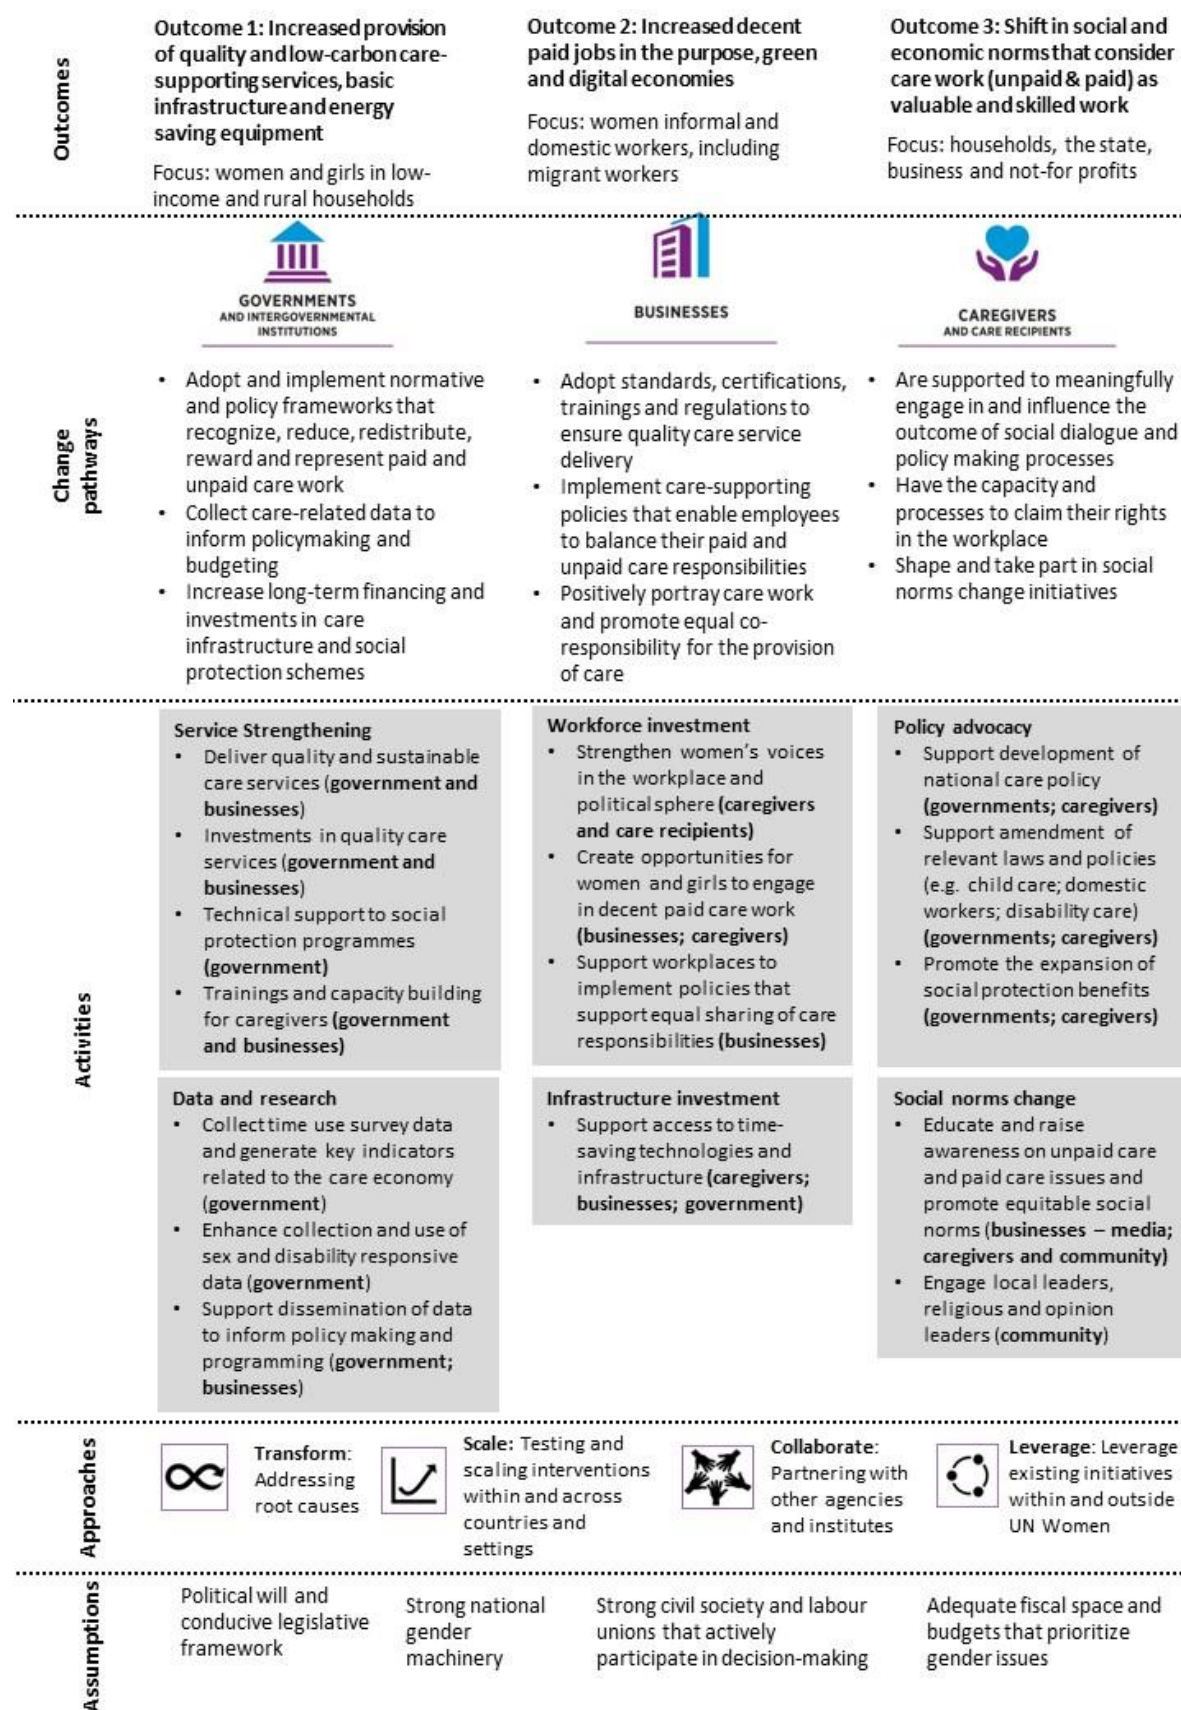 Outcomes
Outcome 1: Increased provision
of quality and low-carbon care-
supporting services, basic
infrastructure and energy
saving equipment
Focus: women and girls in low-
income and rural households
Outcome 2: Increased decent
paid jobs in the purpose, green
and digital economies
Focus: women informal and
domestic workers, including
migrant workers
Outcome 3: Shift in social and
economic norms that consider
care work (unpaid & paid) as
valuable and skilled work
Focus: households, the state,
business and not-for profits
Change
pathways
GOVERNMENTS
AND INTERGOVERNMENTAL
INSTITUTIONS
• Adopt and implement normative
and policy frameworks that
recognize, reduce, redistribute,
reward and represent paid and
unpaid care work
• Collect care-related data to
inform policymaking and
budgeting
• Increase long-term financing and
investments in care
infrastructure and social
protection schemes
BUSINESSES
• Adopt standards, certifications,
trainings and regulations to
ensure quality care service
delivery
• Implement care-supporting
policies that enable employees
to balance their paid and
unpaid care responsibilities
• Positively portray care work
and promote equal co-
responsibility for the provision
of care
CAREGIVERS
AND CARE RECIPIENTS
• Are supported to meaningfully
engage in and influence the
outcome of social dialogue and
policy making processes
• Have the capacity and
processes to claim their rights
in the workplace
• Shape and take part in social
norms change initiatives
Activities
Service Strengthening
• Deliver quality and sustainable
care services (government and
businesses)
• Investments in quality care
services (government and
businesses)
• Technical support to social
protection programmes
(government)
• Trainings and capacity building
for caregivers (government
and businesses)
Workforce investment
• Strengthen women's voices
in the workplace and
political sphere (caregivers
and care recipients)
• Create opportunities for
women and girls to engage
in decent paid care work
(businesses; caregivers)
• Support workplaces to
implement policies that
support equal sharing of care
responsibilities (businesses)
Policy advocacy
• Support development of
national care policy
(governments; caregivers)
• Support amendment of
relevant laws and policies
(e.g. child care; domestic
workers; disability care)
(governments; caregivers)
• Promote the expansion of
social protection benefits
(governments; caregivers)
Data and research
• Collect time use survey data
and generate key indicators
related to the care economy
(government)
• Enhance collection and use of
sex and disability responsive
data (government)
• Support dissemination of data
to inform policy making and
programming (government;
businesses)
Infrastructure investment
• Support access to time-
saving technologies and
infrastructure (caregivers;
businesses; government)
Social norms change
• Educate and raise
awareness on unpaid care
and paid care issues and
promote equitable social
norms (businesses – media;
caregivers and community)
• Engage local leaders,
religious and opinion
leaders (community)
Approaches
Transform:
Addressing
root causes
Scale: Testing and
scaling interventions
within and across
countries and
settings
Collaborate:
Partnering with
other agencies
and institutes
Leverage: Leverage
existing initiatives
within and outside
UN Women
Assumptions
Political will and
conducive legislative
framework
Strong national
gender
machinery
Strong civil society and labour
unions that actively
participate in decision-making
Adequate fiscal space and
budgets that prioritize
gender issues